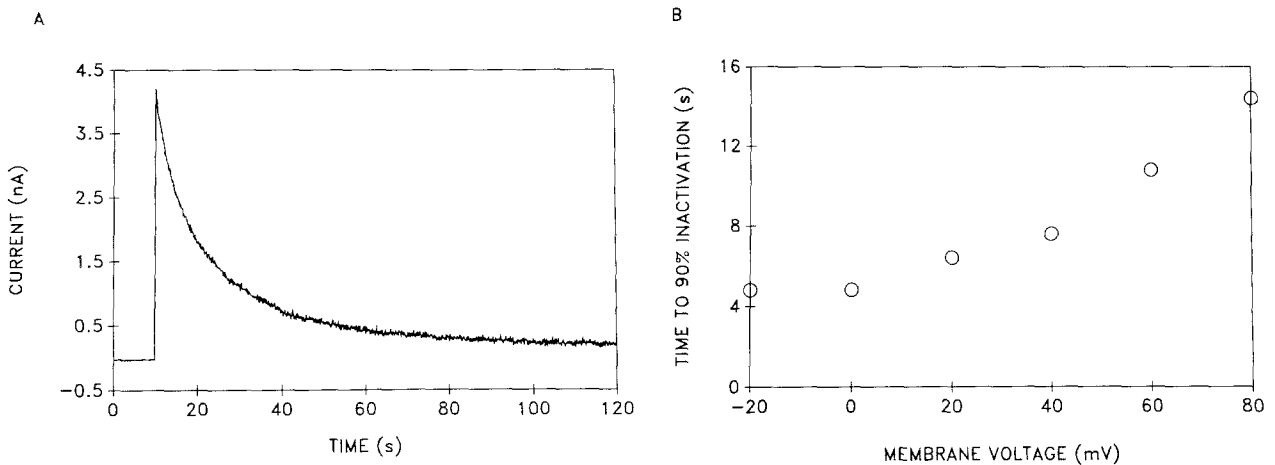 A
CURRENT (nA)
4.5
3.5
2.5
1.5
0.5
−0.5
0 20 40 60 80 100 120
TIME (s)
B
TIME TO 90% INACTIVATION (s)
16
12
8
4
0
−20 0 20 40 60 80
MEMBRANE VOLTAGE (mV)